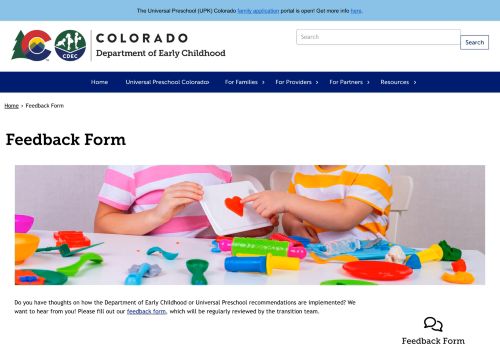 The Universal Preschool (UPK) Colorado family application portal is open! Get more info here.
COLORADO
Department of Early Childhood
CDEC
Search
Search
Home
Universal Preschool Colorado
For Families >
For Providers >
For Partners >
Resources >
Home › Feedback Form
Feedback Form
Do you have thoughts on how the Department of Early Childhood or Universal Preschool recommendations are implemented? We
want to hear from you! Please fill out our feedback form, which will be regularly reviewed by the transition team.
Feedback Form